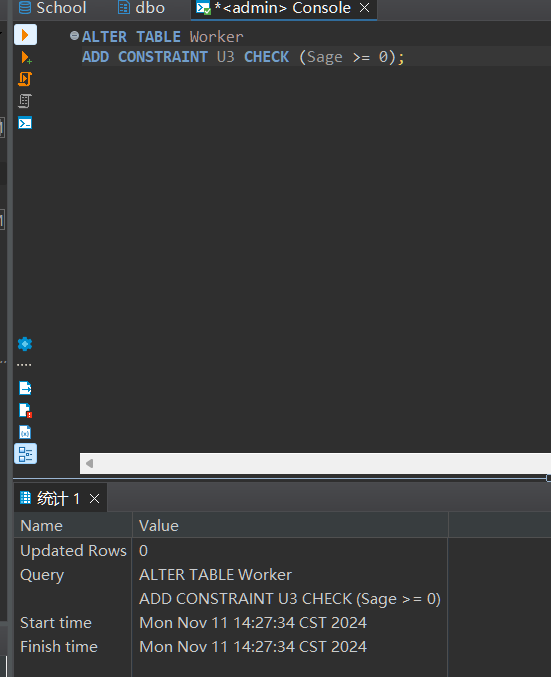 School dbo *<admin> Console
ALTER TABLE Worker
ADD CONSTRAINT U3 CHECK (Sage >= 0);
统计 1
Name Value
Updated Rows 0
Query ALTER TABLE Worker
ADD CONSTRAINT U3 CHECK (Sage >= 0)
Start time Mon Nov 11 14:27:34 CST 2024
Finish time Mon Nov 11 14:27:34 CST 2024